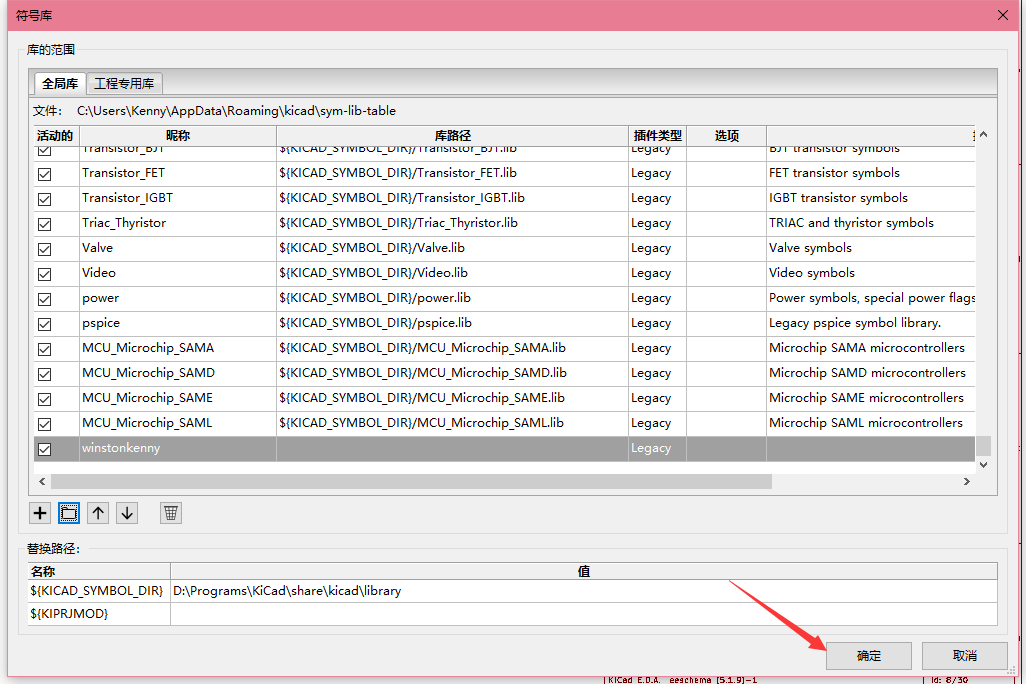 符号库
库的范围
全局库 工程专用库
文件: C:\Users\Kenny\AppData\Roaming\kicad\sym-lib-table
活动的 昵称 库路径 插件类型 选项
Transistor_BJT ${KICAD_SYMBOL_DIR}/Transistor_BJT.lib Legacy BJT transistor symbols
Transistor_FET ${KICAD_SYMBOL_DIR}/Transistor_FET.lib Legacy FET transistor symbols
Transistor_IGBT ${KICAD_SYMBOL_DIR}/Transistor_IGBT.lib Legacy IGBT transistor symbols
Triac_Thyristor ${KICAD_SYMBOL_DIR}/Triac_Thyristor.lib Legacy TRIAC and thyristor symbols
Valve ${KICAD_SYMBOL_DIR}/Valve.lib Legacy Valve symbols
Video ${KICAD_SYMBOL_DIR}/Video.lib Legacy Video symbols
power ${KICAD_SYMBOL_DIR}/power.lib Legacy Power symbols, special power flags
pspice ${KICAD_SYMBOL_DIR}/pspice.lib Legacy Legacy pspice symbol library.
MCU_Microchip_SAMA ${KICAD_SYMBOL_DIR}/MCU_Microchip_SAMA.lib Legacy Microchip SAMA microcontrollers
MCU_Microchip_SAMD ${KICAD_SYMBOL_DIR}/MCU_Microchip_SAMD.lib Legacy Microchip SAMD microcontrollers
MCU_Microchip_SAME ${KICAD_SYMBOL_DIR}/MCU_Microchip_SAME.lib Legacy Microchip SAME microcontrollers
MCU_Microchip_SAML ${KICAD_SYMBOL_DIR}/MCU_Microchip_SAML.lib Legacy Microchip SAML microcontrollers
winstonkenny Legacy
替换路径:
名称 值
${KICAD_SYMBOL_DIR} D:\Programs\KiCad\share\kicad\library
${KIPRJMOD}
确定 取消
KiCad E.D.A. eeschema (5.1.9)-1 Id: 8/30